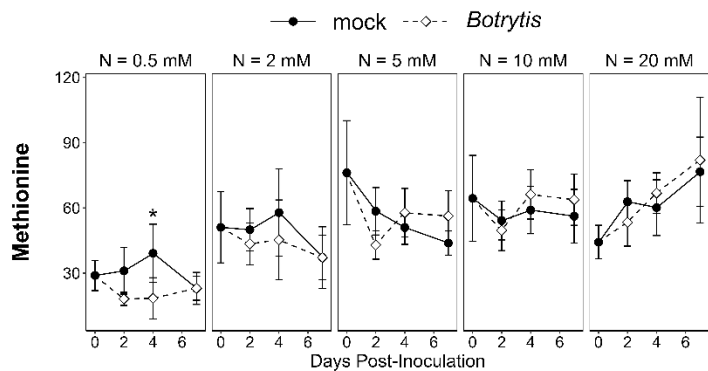 mock Botrytis
N = 0.5 mM N = 2 mM N = 5 mM N = 10 mM N = 20 mM
120
90
60
30
Methionine
*
0 2 4 6 0 2 4 6 0 2 4 6 0 2 4 6 0 2 4 6
Days Post-Inoculation